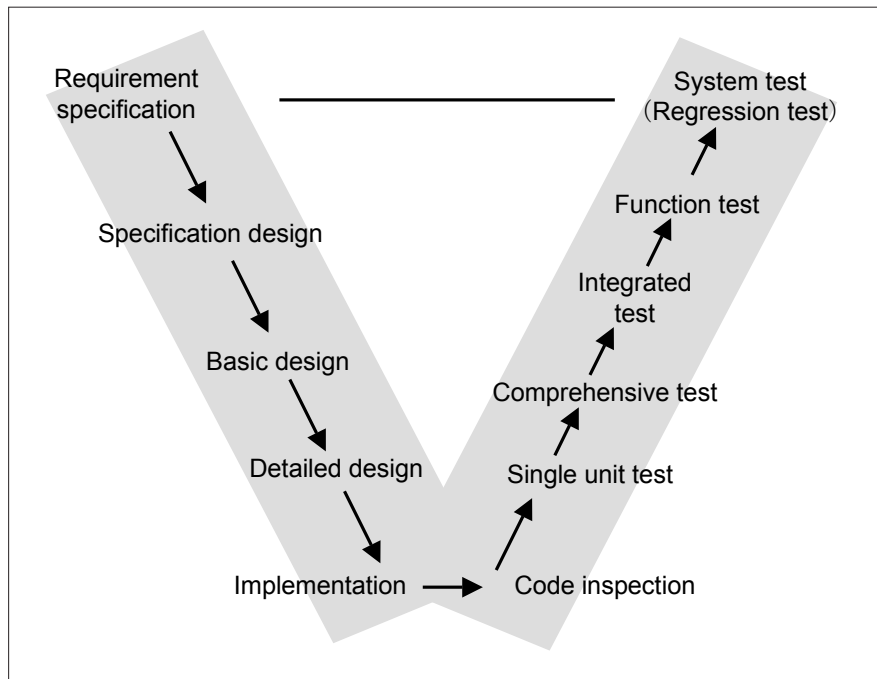 Requirement
specification
Specification design
Basic design
Detailed design
Implementation
System test
（Regression test）
Function test
Integrated
test
Comprehensive test
Single unit test
Code inspection